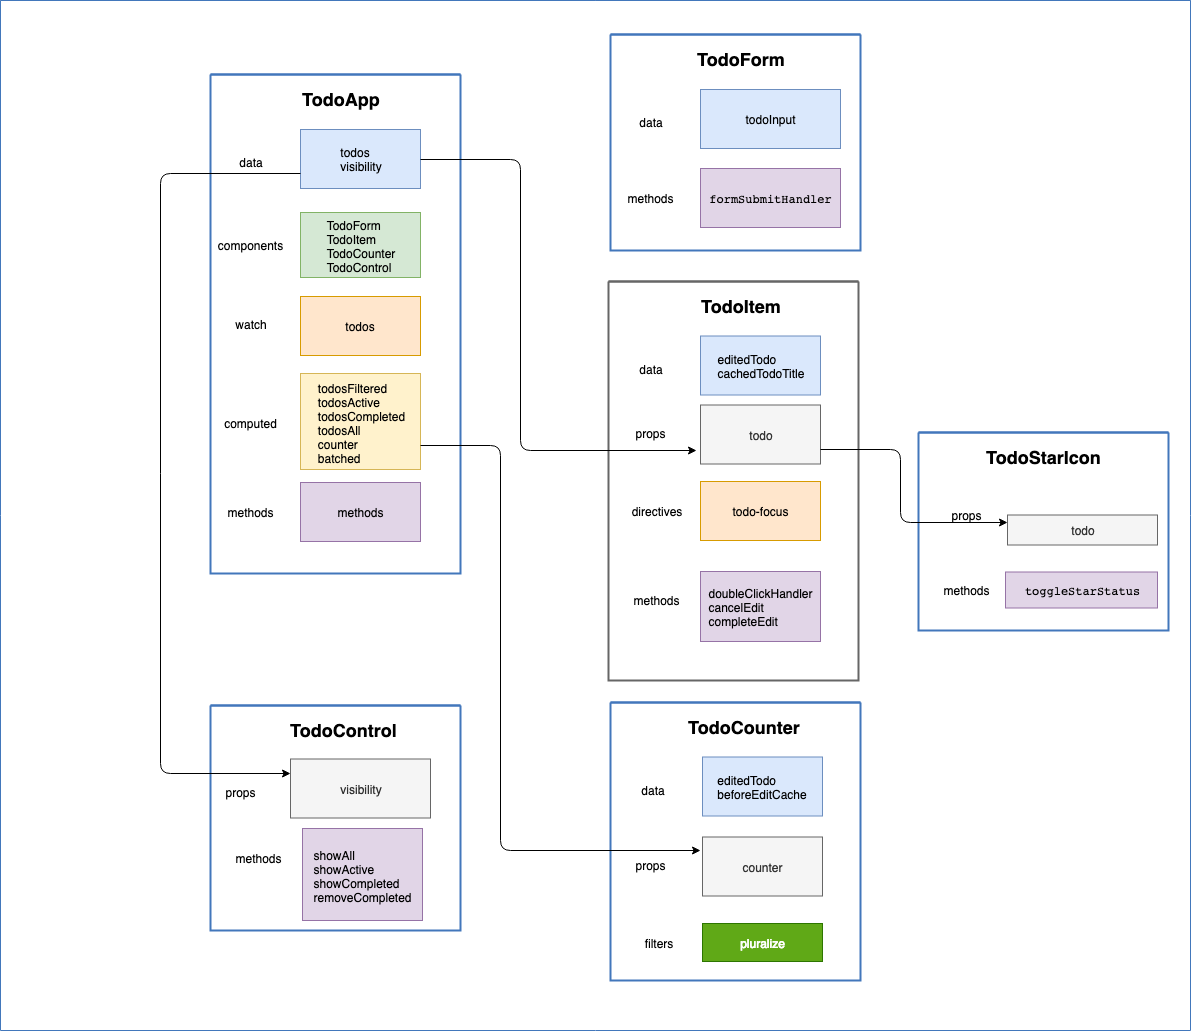 TodoApp
data
todos
visibility
components
TodoForm
TodoItem
TodoCounter
TodoControl
watch
todos
computed
todosFiltered
todosActive
todosCompleted
todosAll
counter
batched
methods
methods
TodoForm
data
todoInput
methods
formSubmitHandler
TodoItem
data
editedTodo
cachedTodoTitle
props
todo
directives
todo-focus
methods
doubleClickHandler
cancelEdit
completeEdit
TodoStarIcon
props
todo
methods
toggleStarStatus
TodoControl
props
visibility
methods
showAll
showActive
showCompleted
removeCompleted
TodoCounter
data
editedTodo
beforeEditCache
props
counter
filters
pluralize